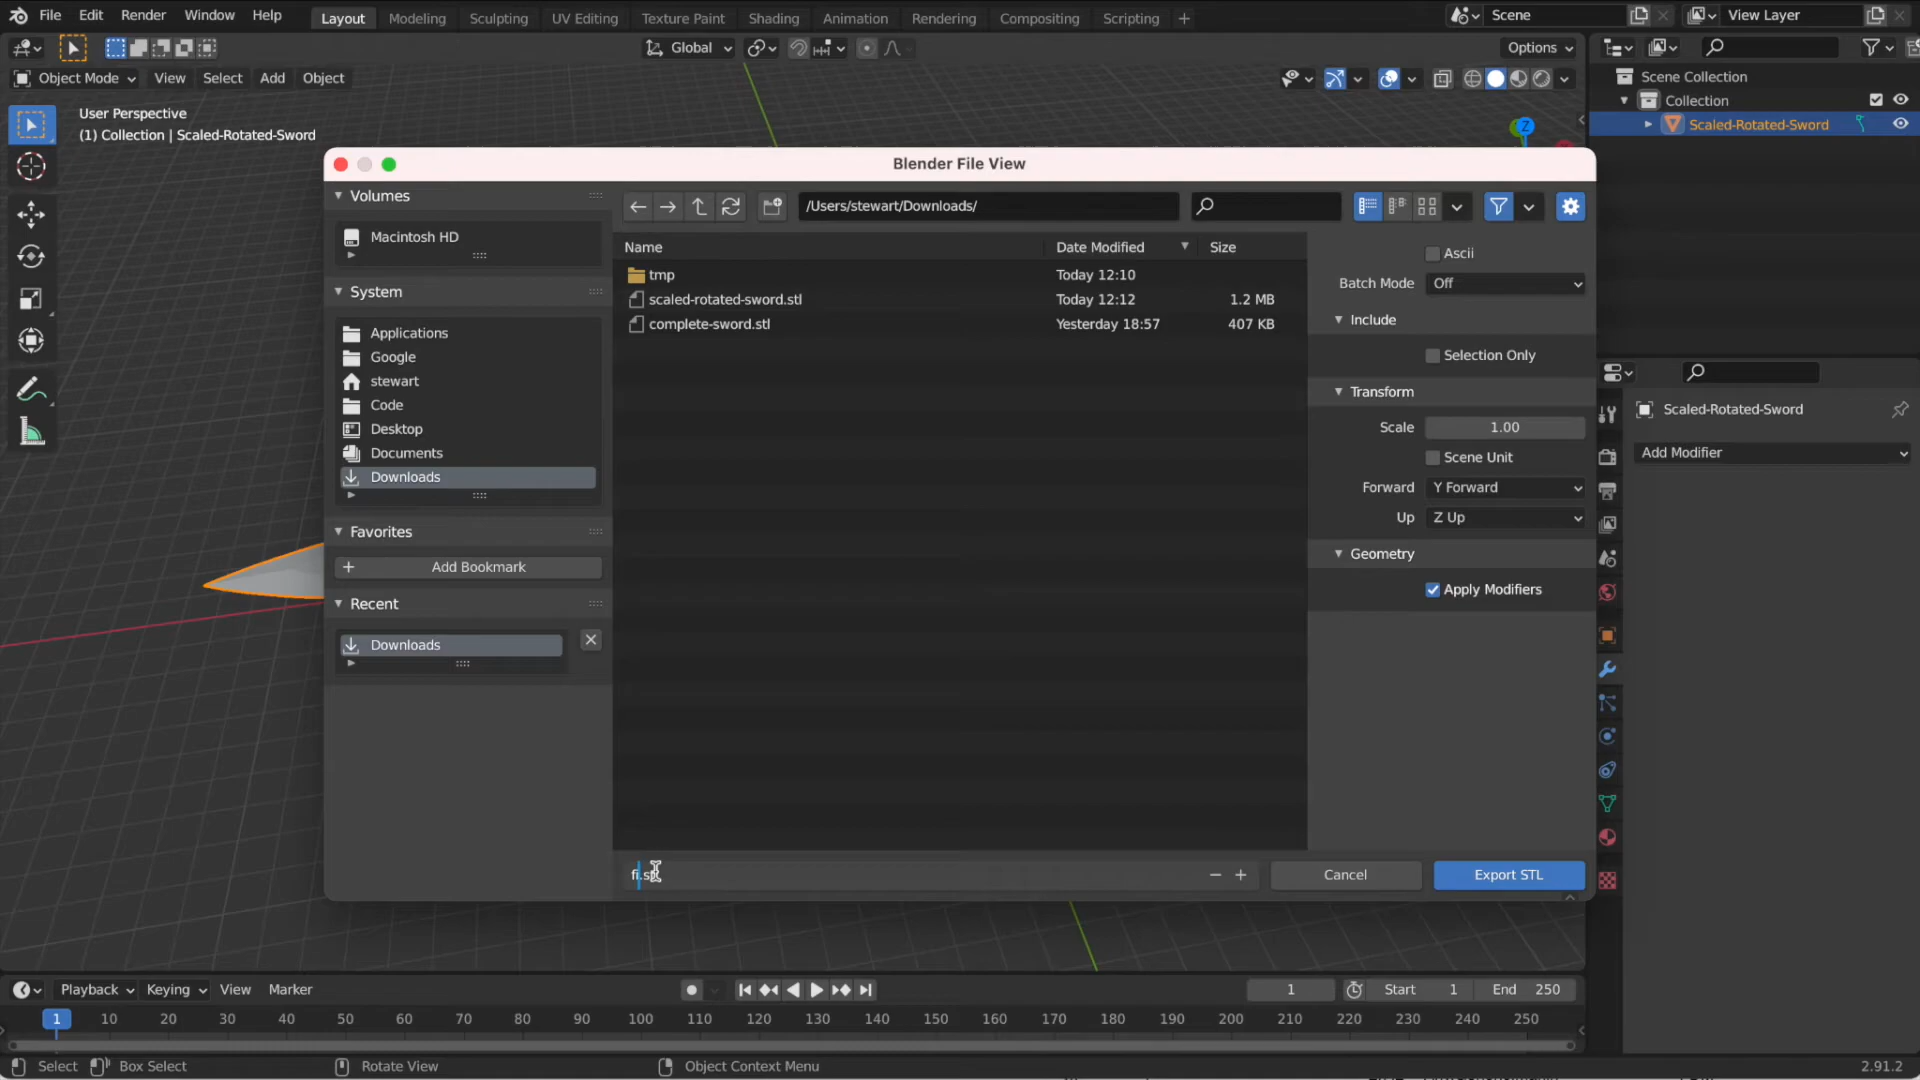 File Edit Render Window Help Layout Modeling Sculpting UV Editing Texture Paint Shading Animation Rendering Compositing Scripting + Scene View Layer
Global Options
Object Mode View Select Add Object
User Perspective
(1) Collection | Scaled-Rotated-Sword
Z
Scene Collection
Collection
Scaled-Rotated-Sword
Blender File View
Volumes
Macintosh HD
System
Applications
Google
stewart
Code
Desktop
Documents
Downloads
Favorites
+ Add Bookmark
Recent
Downloads
/Users/stewart/Downloads/
Name Date Modified Size
tmp Today 12:10
scaled-rotated-sword.stl Today 12:12 1.2 MB
complete-sword.stl Yesterday 18:57 407 KB
Ascii
Batch Mode Off
Include
Selection Only
Transform
Scale 1.00
Scene Unit
Forward Y Forward
Up Z Up
Geometry
Apply Modifiers
− + Cancel Export STL
Scaled-Rotated-Sword
Add Modifier
Playback Keying View Marker 1 Start 1 End 250
1 10 20 30 40 50 60 70 80 90 100 110 120 130 140 150 160 170 180 190 200 210 220 230 240 250
Select Box Select Rotate View Object Context Menu 2.91.2